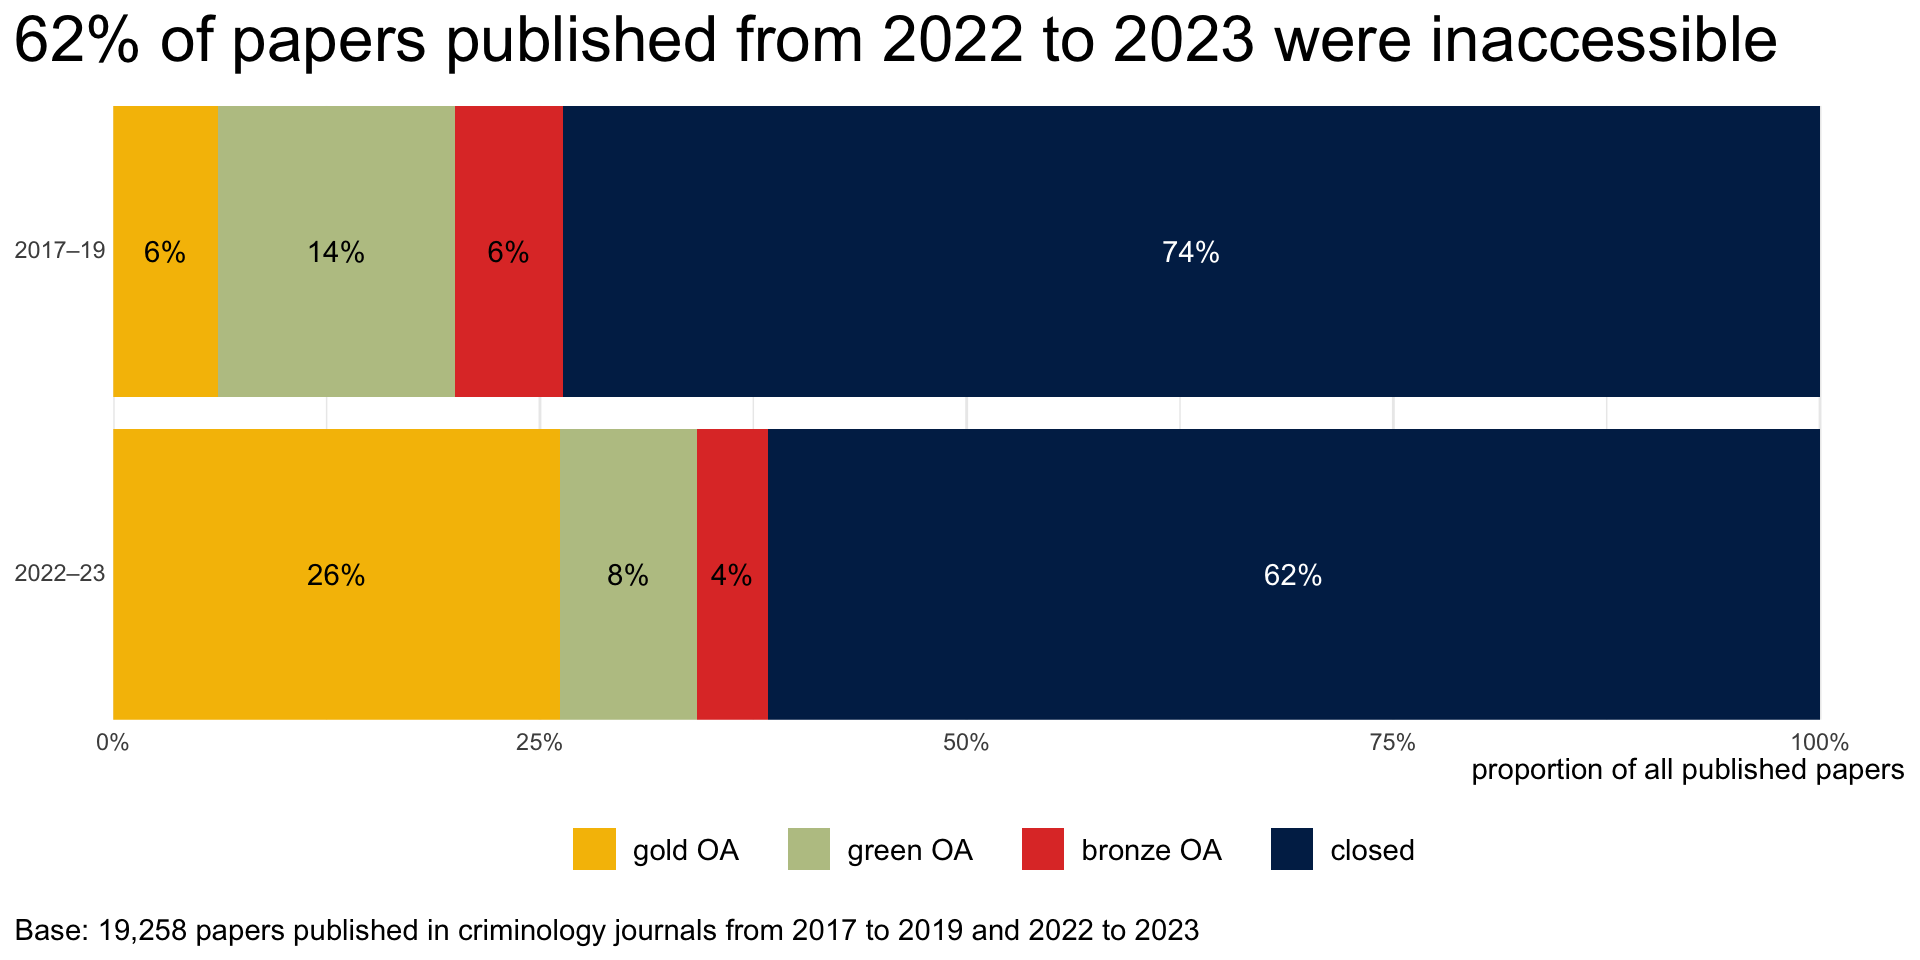 62% of papers published from 2022 to 2023 were inaccessible
2017–19
6%
14%
6%
74%
2022–23
26%
8%
4%
62%
0%
25%
50%
75%
100%
proportion of all published papers
gold OA
green OA
bronze OA
closed
Base: 19,258 papers published in criminology journals from 2017 to 2019 and 2022 to 2023